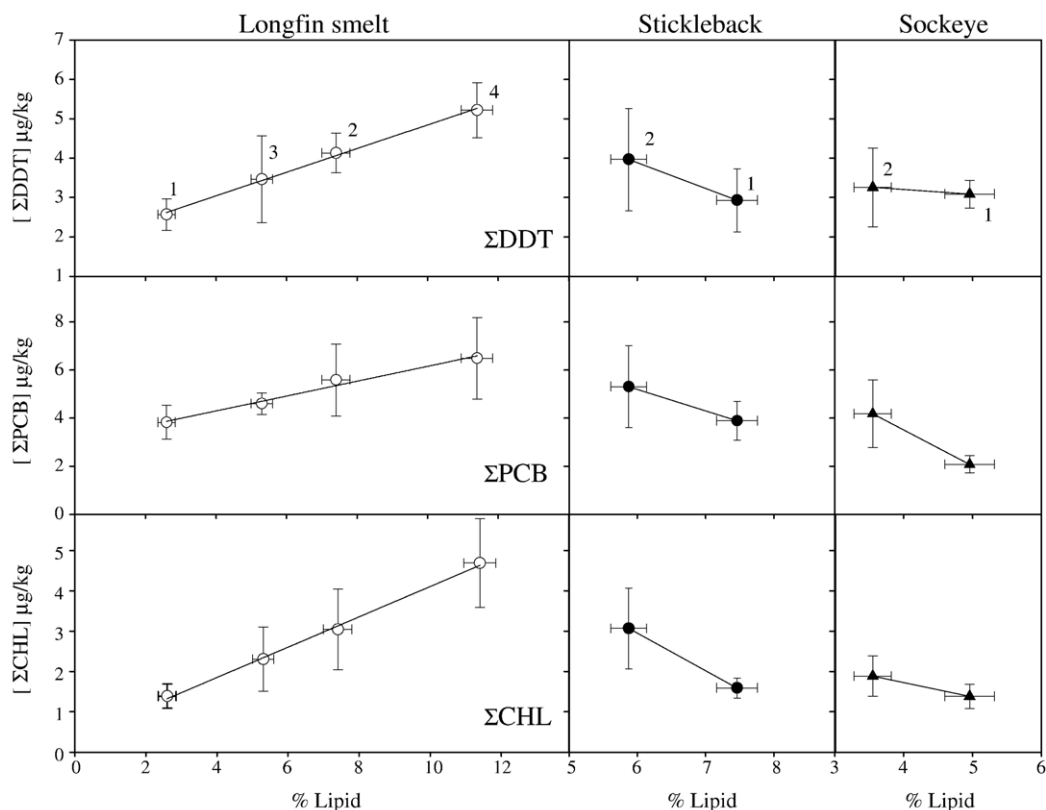 Longfin smelt Stickleback Sockeye
[ ΣDDT] µg/kg
7
6
5
4
3
2
1
1 3 2 4
2 1
2 1
ΣDDT
[ ΣPCB] µg/kg
8
6
4
2
0
ΣPCB
[ ΣCHL] µg/kg
5
4
3
2
1
0
ΣCHL
0 2 4 6 8 10 12 5 6 7 8 3 4 5 6
% Lipid % Lipid % Lipid